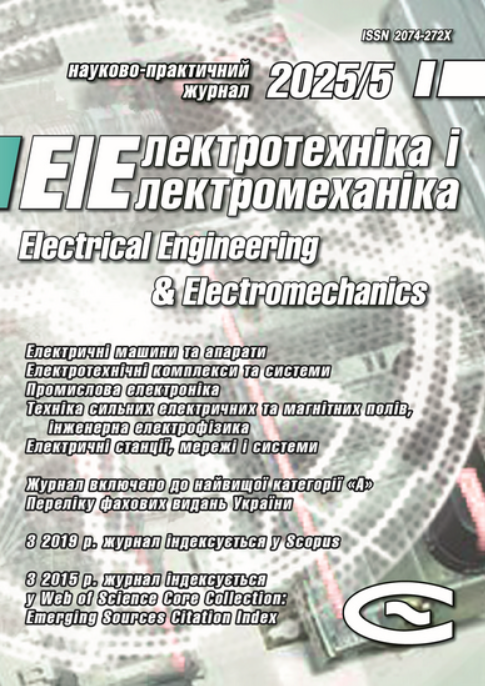 ISSN 2074-272X
науково-практичний
журнал 2025/5
ЕІЕлектротехніка і
лектромеханіка
Electrical Engineering
& Electromechanics
Електричні машини та апарати
Електротехнічні комплекси та системи
Промислова електроніка
Техніка сильних електричних та магнітних полів,
інженерна електрофізика
Електричні станції, мережі і системи
Журнал включено до найвищої категорії «А»
Переліку фахових видань України
З 2019 р. журнал індексується у Scopus
З 2015 р. журнал індексується
у Web of Science Core Collection:
Emerging Sources Citation Index